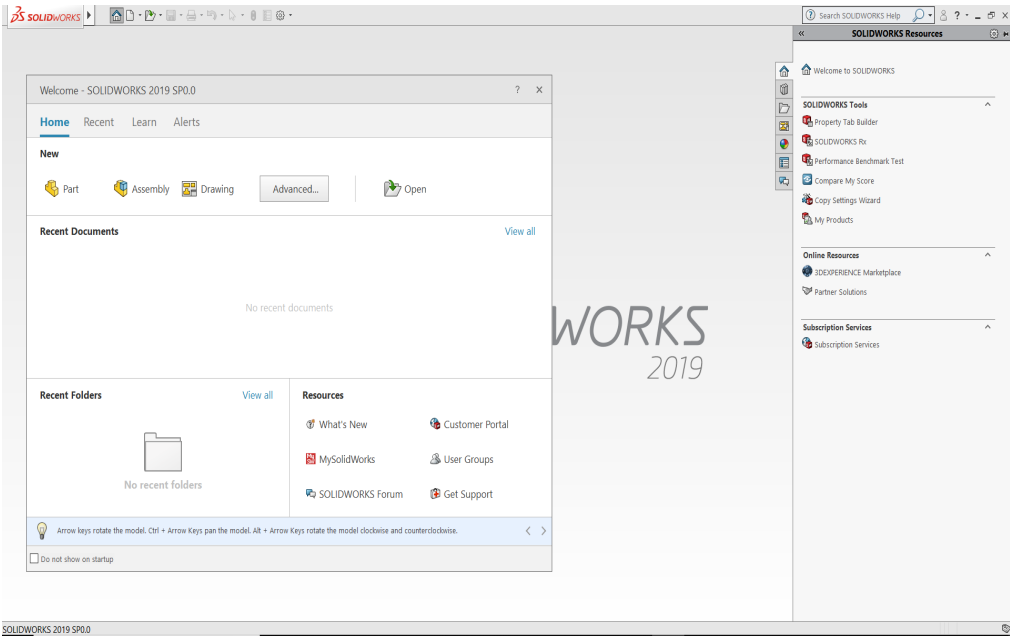 SOLIDWORKS
Search SOLIDWORKS Help
SOLIDWORKS Resources
Welcome to SOLIDWORKS
SOLIDWORKS Tools
Property Tab Builder
SOLIDWORKS Rx
Performance Benchmark Test
Compare My Score
Copy Settings Wizard
My Products
Online Resources
3DEXPERIENCE Marketplace
Partner Solutions
Subscription Services
Subscription Services
Welcome - SOLIDWORKS 2019 SP0.0
Home Recent Learn Alerts
New
Part Assembly Drawing Advanced... Open
Recent Documents View all
No recent documents
WORKS
2019
Recent Folders View all
No recent folders
Resources
What's New Customer Portal
MySolidWorks User Groups
SOLIDWORKS Forum Get Support
Arrow keys rotate the model. Ctrl + Arrow Keys pan the model. Alt + Arrow Keys rotate the model clockwise and counterclockwise.
Do not show on startup
SOLIDWORKS 2019 SP0.0